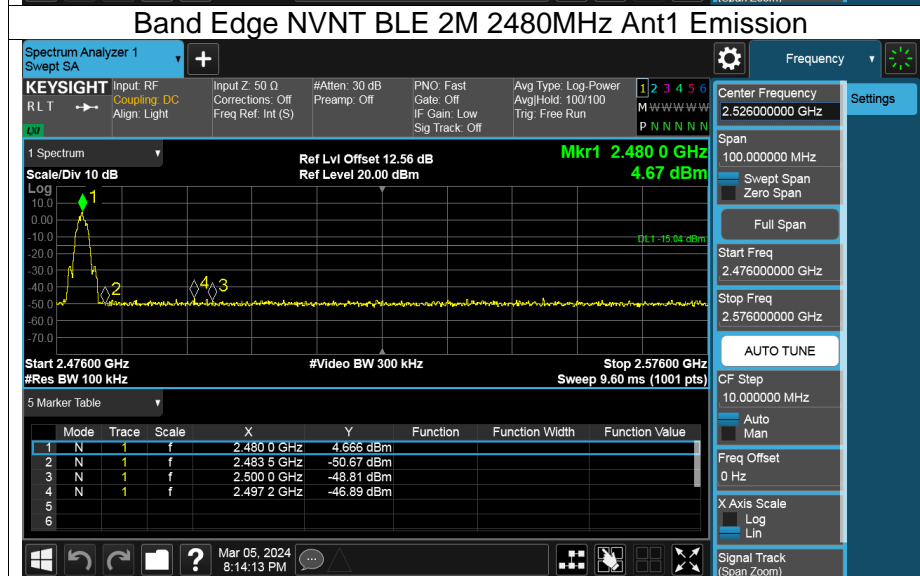 (Span Zoom)
Band Edge NVNT BLE 2M 2480MHz Ant1 Emission
Spectrum Analyzer 1
Swept SA
+
Frequency
KEYSIGHT
RLT
LXI
Input: RF
Coupling: DC
Align: Light
Input Z: 50 Ω
Corrections: Off
Freq Ref: Int (S)
#Atten: 30 dB
Preamp: Off
PNO: Fast
Gate: Off
IF Gain: Low
Sig Track: Off
Avg Type: Log-Power
Avg|Hold: 100/100
Trig: Free Run
1 2 3 4 5 6
M W W W W W
P N N N N N
1 Spectrum
Scale/Div 10 dB
Ref Lvl Offset 12.56 dB
Ref Level 20.00 dBm
Mkr1 2.480 0 GHz
4.67 dBm
Log
10.0
0.00
-10.0
-20.0
-30.0
-40.0
-50.0
-60.0
-70.0
1
2
4
3
DL1 -15.04 dBm
Start 2.47600 GHz
#Res BW 100 kHz
#Video BW 300 kHz
Stop 2.57600 GHz
Sweep 9.60 ms (1001 pts)
5 Marker Table
Mode Trace Scale X Y Function Function Width Function Value
1 N 1 f 2.480 0 GHz 4.666 dBm
2 N 1 f 2.483 5 GHz -50.67 dBm
3 N 1 f 2.500 0 GHz -48.81 dBm
4 N 1 f 2.497 2 GHz -46.89 dBm
5
6
?
Mar 05, 2024
8:14:13 PM
Center Frequency
2.526000000 GHz
Settings
Span
100.000000 MHz
Swept Span
Zero Span
Full Span
Start Freq
2.476000000 GHz
Stop Freq
2.576000000 GHz
AUTO TUNE
CF Step
10.000000 MHz
Auto
Man
Freq Offset
0 Hz
X Axis Scale
Log
Lin
Signal Track
(Span Zoom)